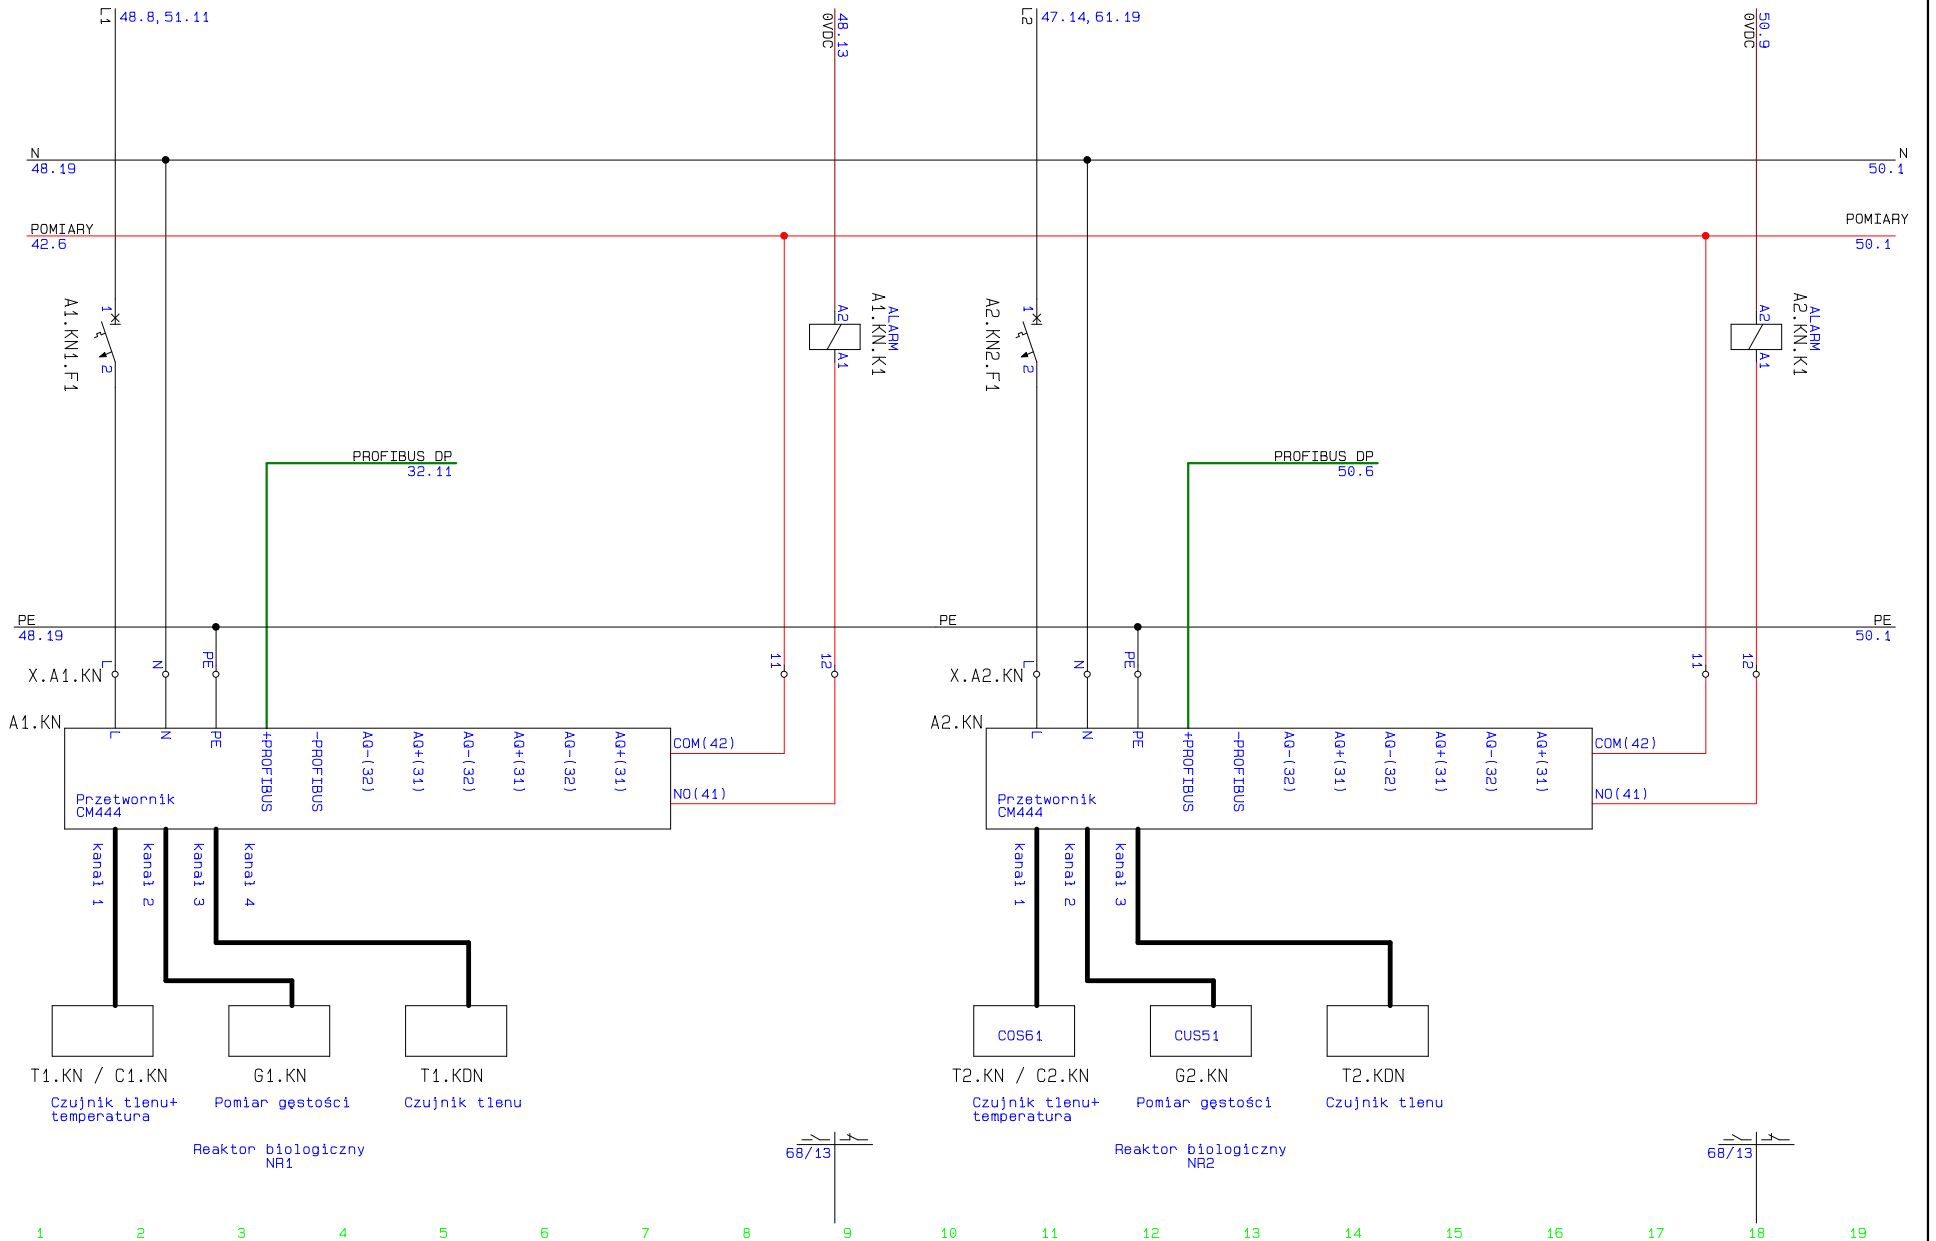 L1
48.8,51.11
0VDC
48.13
L2
47.14,61.19
0VDC
50.9
N
48.19
N
50.1
POMIARY
42.6
POMIARY
50.1
A1.KN1.F1
1
2
A2
A1
A1.KN.K1
ALARM
A2.KN2.F1
1
2
A2
A1
A2.KN.K1
ALARM
PROFIBUS DP
32.11
PROFIBUS DP
50.6
PE
48.19
PE
PE
50.1
X.A1.KN
L
N
PE
11
12
X.A2.KN
L
N
PE
11
12
A1.KN
L
N
PE
+PROFIBUS
-PROFIBUS
AG-(32)
AG+(31)
AG-(32)
AG+(31)
AG-(32)
AG+(31)
COM(42)
NO(41)
Przetwornik
CM444
A2.KN
L
N
PE
+PROFIBUS
-PROFIBUS
AG-(32)
AG+(31)
AG-(32)
AG+(31)
AG-(32)
AG+(31)
COM(42)
NO(41)
Przetwornik
CM444
kanal 1
kanal 2
kanal 3
kanal 4
kanal 1
kanal 2
kanal 3
COS61
CUS51
T1.KN / C1.KN
G1.KN
T1.KDN
T2.KN / C2.KN
G2.KN
T2.KDN
Czujnik tlenu+
temperatura
Pomiar gęstości
Czujnik tlenu
Czujnik tlenu+
temperatura
Pomiar gęstości
Czujnik tlenu
Reaktor biologiczny
NR1
68/13
Reaktor biologiczny
NR2
68/13
1 2 3 4 5 6 7 8 9 10 11 12 13 14 15 16 17 18 19